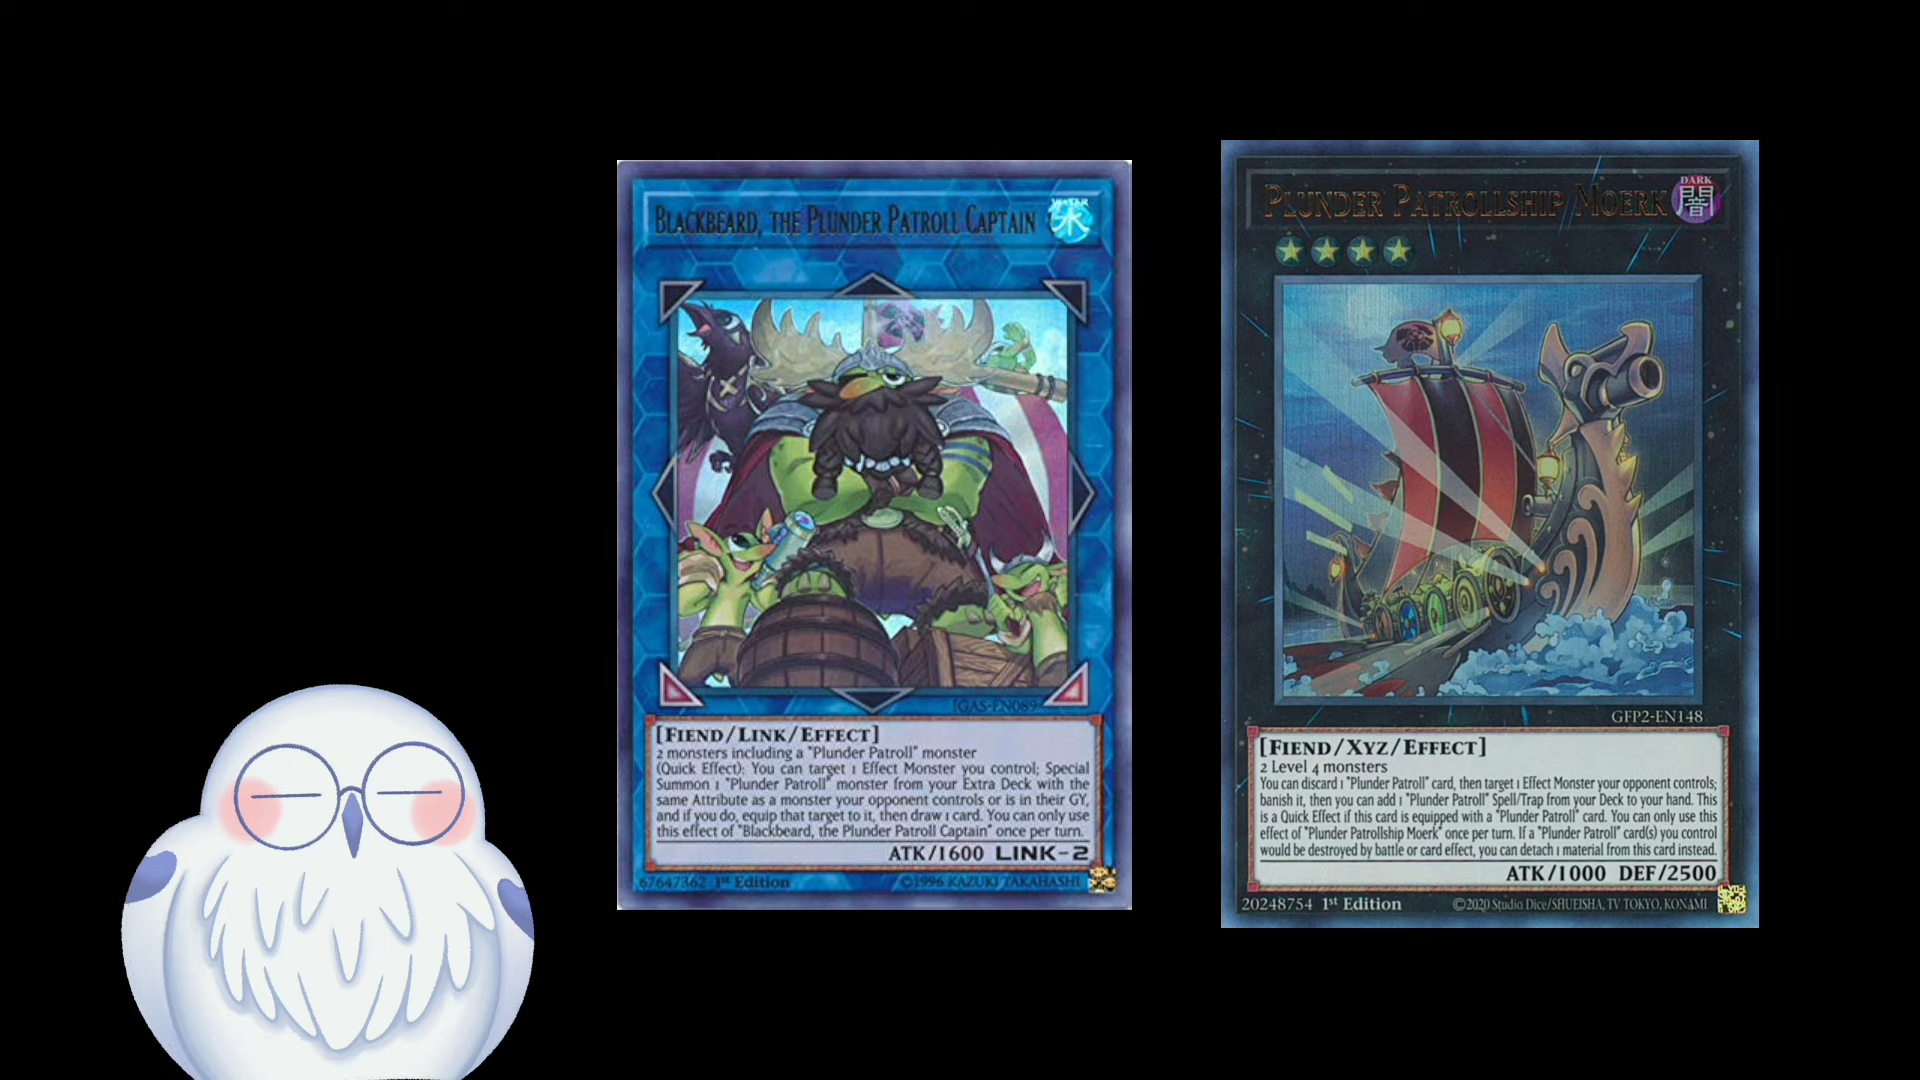 BLACKBEARD, THE PLUNDER PATROLL CAPTAIN
WATER
水
IGAS-EN089
[FIEND/LINK/EFFECT]
2 monsters including a "Plunder Patroll" monster
(Quick Effect): You can target 1 Effect Monster you control; Special
Summon 1 "Plunder Patroll" monster from your Extra Deck with the
same Attribute as a monster your opponent controls or is in their GY,
and if you do, equip that target to it, then draw 1 card. You can only use
this effect of "Blackbeard, the Plunder Patroll Captain" once per turn.
ATK/1600 LINK-2
67647362 1st Edition
©1996 KAZUKI TAKAHASHI
PLUNDER PATROLLSHIP MOERK
DARK
闇
GFP2-EN148
[FIEND/XYZ/EFFECT]
2 Level 4 monsters
You can discard 1 "Plunder Patroll" card, then target 1 Effect Monster your opponent controls;
banish it, then you can add 1 "Plunder Patroll" Spell/Trap from your Deck to your hand. This
is a Quick Effect if this card is equipped with a "Plunder Patroll" card. You can only use this
effect of "Plunder Patrollship Moerk" once per turn. If a "Plunder Patroll" card(s) you control
would be destroyed by battle or card effect, you can detach 1 material from this card instead.
ATK/1000 DEF/2500
20248754 1st Edition
©2020 Studio Dice/SHUEISHA, TV TOKYO, KONAMI